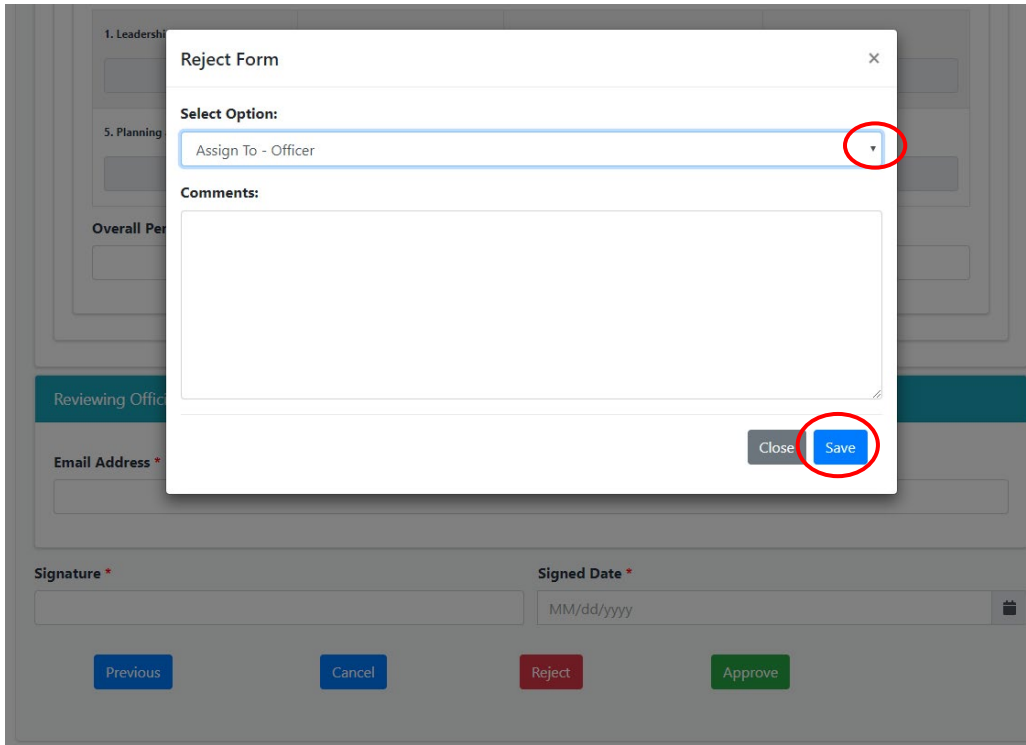 1. Leadershi
Reject Form ×
Select Option:
Assign To - Officer
5. Planning
Comments:
Overall Per
Reviewing Offici
Close Save
Email Address *
Signature * Signed Date *
MM/dd/yyyy
Previous Cancel Reject Approve